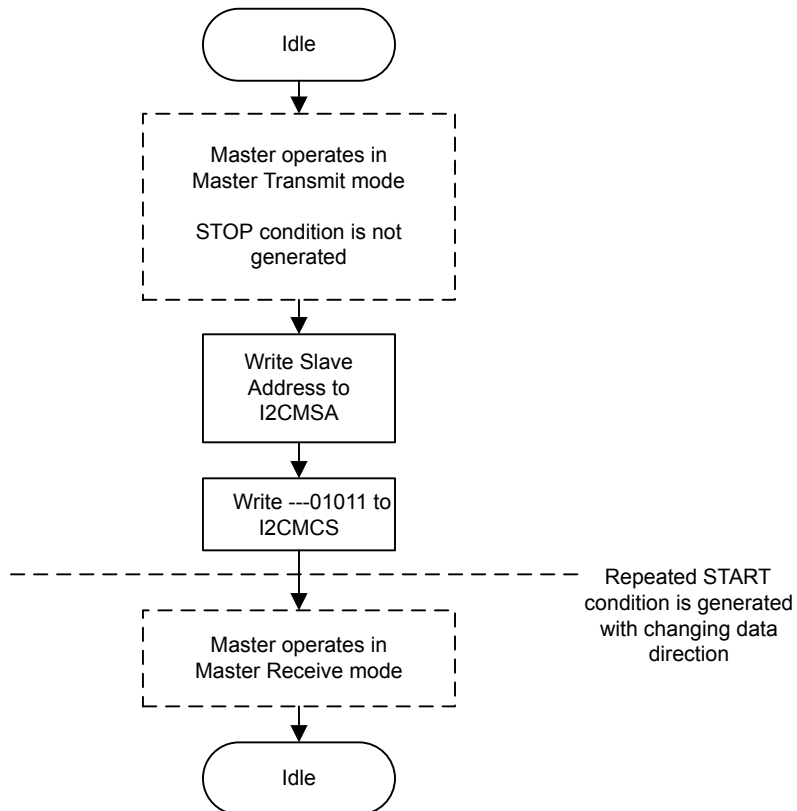 Idle
Master operates in
Master Transmit mode
STOP condition is not
generated
Write Slave
Address to
I2CMSA
Write ---01011 to
I2CMCS
Repeated START
condition is generated
with changing data
direction
Master operates in
Master Receive mode
Idle